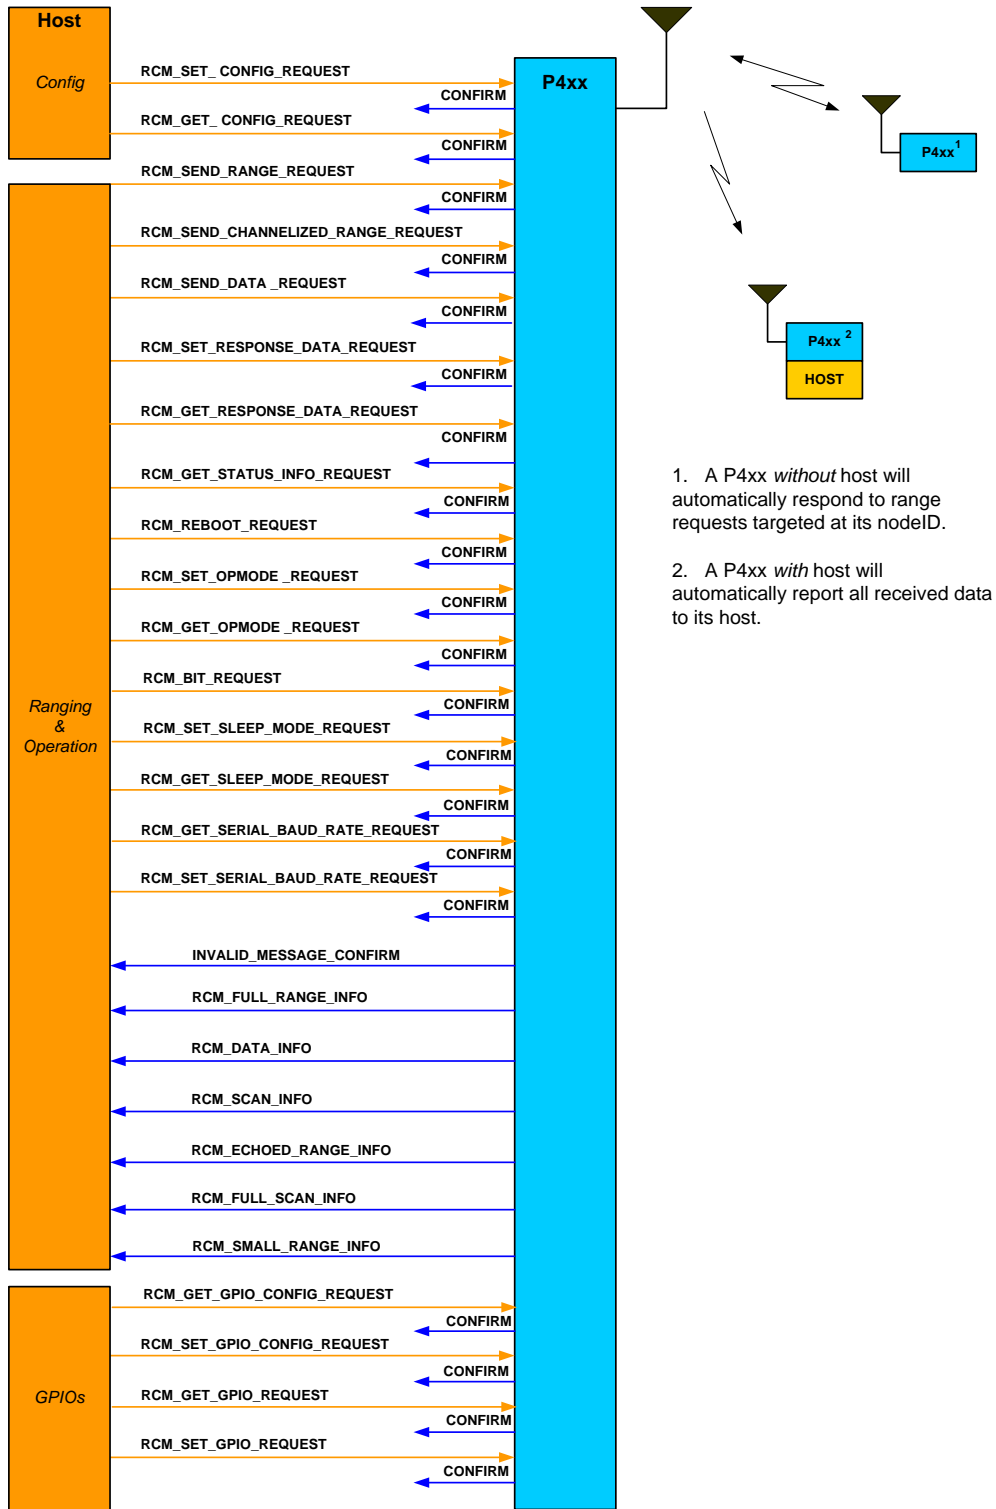 Host
Config
RCM_SET_ CONFIG_REQUEST
CONFIRM
RCM_GET_ CONFIG_REQUEST
CONFIRM
RCM_SEND_RANGE_REQUEST
CONFIRM
RCM_SEND_CHANNELIZED_RANGE_REQUEST
CONFIRM
RCM_SEND_DATA _REQUEST
CONFIRM
RCM_SET_RESPONSE_DATA_REQUEST
CONFIRM
RCM_GET_RESPONSE_DATA_REQUEST
CONFIRM
RCM_GET_STATUS_INFO_REQUEST
CONFIRM
RCM_REBOOT_REQUEST
CONFIRM
RCM_SET_OPMODE _REQUEST
CONFIRM
RCM_GET_OPMODE _REQUEST
CONFIRM
RCM_BIT_REQUEST
CONFIRM
RCM_SET_SLEEP_MODE_REQUEST
CONFIRM
RCM_GET_SLEEP_MODE_REQUEST
CONFIRM
RCM_GET_SERIAL_BAUD_RATE_REQUEST
CONFIRM
RCM_SET_SERIAL_BAUD_RATE_REQUEST
CONFIRM
INVALID_MESSAGE_CONFIRM
RCM_FULL_RANGE_INFO
RCM_DATA_INFO
RCM_SCAN_INFO
RCM_ECHOED_RANGE_INFO
RCM_FULL_SCAN_INFO
RCM_SMALL_RANGE_INFO
Ranging
&
Operation
RCM_GET_GPIO_CONFIG_REQUEST
CONFIRM
RCM_SET_GPIO_CONFIG_REQUEST
CONFIRM
RCM_GET_GPIO_REQUEST
CONFIRM
RCM_SET_GPIO_REQUEST
CONFIRM
GPIOs
P4xx
P4xx 1
P4xx 2
HOST
1. A P4xx without host will
automatically respond to range
requests targeted at its nodeID.
2. A P4xx with host will
automatically report all received data
to its host.